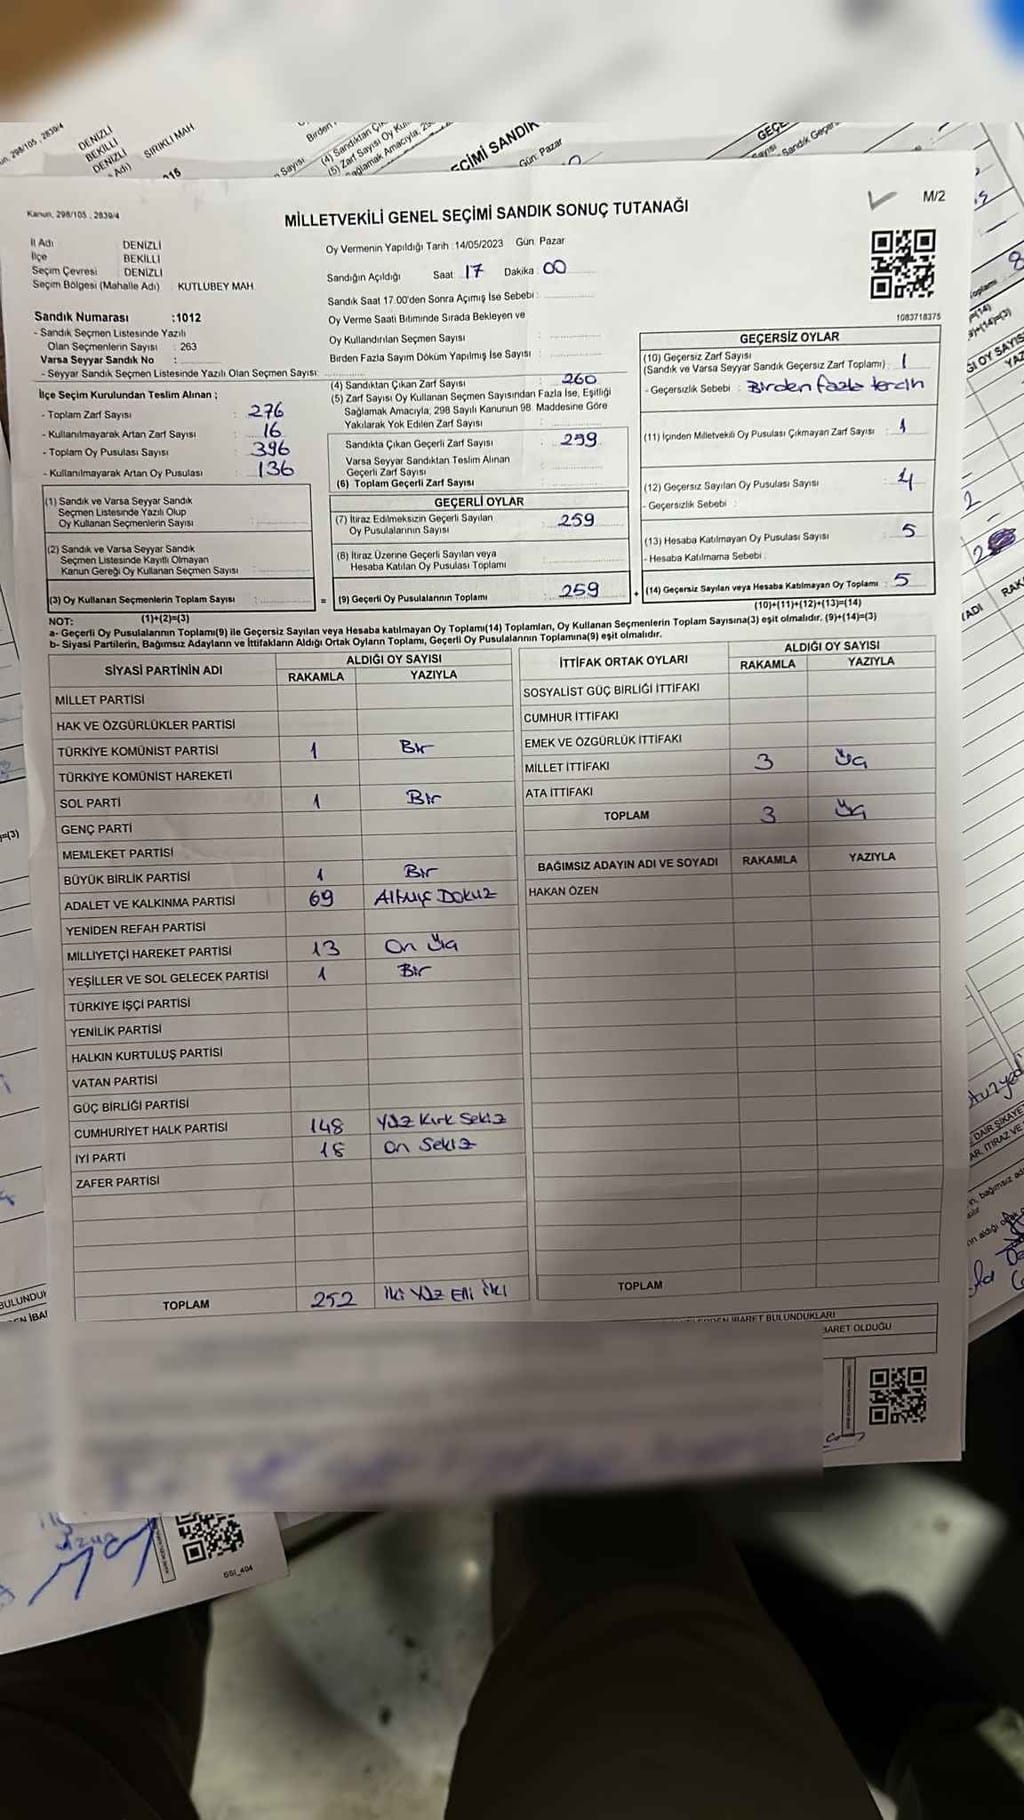 DENİZLİ
BEKİLLİ
DENİZLİ
SIRIKLI MAH
Kanun, 298/105 , 2839/4
MİLLETVEKİLİ GENEL SEÇİMİ SANDIK SONUÇ TUTANAĞI
M/2
İl Adı DENİZLİ
İlçe BEKİLLİ
Seçim Çevresi DENİZLİ
Seçim Bölgesi (Mahalle Adı) KUTLUBEY MAH
Oy Vermenin Yapıldığı Tarih : 14/05/2023 Gün Pazar
Sandığın Açıldığı Saat 17 Dakika 00
Sandık Saat 17.00'den Sonra Açımış İse Sebebi :
Oy Verme Saati Bitiminde Sırada Bekleyen ve
Oy Kullandırılan Seçmen Sayısı :
Birden Fazla Sayım Döküm Yapılmış İse Sayısı :
1083718375
Sandık Numarası :1012
- Sandık Seçmen Listesinde Yazılı
Olan Seçmenlerin Sayısı : 263
Varsa Seyyar Sandık No :
- Seyyar Sandık Seçmen Listesinde Yazılı Olan Seçmen Sayısı:
İlçe Seçim Kurulundan Teslim Alınan ;
- Toplam Zarf Sayısı : 276
- Kullanılmayarak Artan Zarf Sayısı : 16
- Toplam Oy Pusulası Sayısı : 396
- Kullanılmayarak Artan Oy Pusulası : 136
(4) Sandıktan Çıkan Zarf Sayısı : 260
(5) Zarf Sayısı Oy Kullanan Seçmen Sayısından Fazla İse, Eşitliği
Sağlamak Amacıyla, 298 Sayılı Kanunun 98. Maddesine Göre
Yakılarak Yok Edilen Zarf Sayısı :
Sandıkta Çıkan Geçerli Zarf Sayısı : 259
Varsa Seyyar Sandıktan Teslim Alınan
Geçerli Zarf Sayısı :
(6) Toplam Geçerli Zarf Sayısı :
GEÇERSİZ OYLAR
(10) Geçersiz Zarf Sayısı
(Sandık ve Varsa Seyyar Sandık Geçersiz Zarf Toplamı) : 1
- Geçersizlik Sebebi : Birden fazla tercih
(11) İçinden Milletvekili Oy Pusulası Çıkmayan Zarf Sayısı : 1
(12) Geçersiz Sayılan Oy Pusulası Sayısı : 4
- Geçersizlik Sebebi :
(13) Hesaba Katılmayan Oy Pusulası Sayısı : 5
- Hesaba Katılmama Sebebi :
(14) Geçersiz Sayılan veya Hesaba Katılmayan Oy Toplamı : 5
(10)+(11)+(12)+(13)=(14)
(1) Sandık ve Varsa Seyyar Sandık
Seçmen Listesinde Yazılı Olup
Oy Kullanan Seçmenlerin Sayısı :
(2) Sandık ve Varsa Seyyar Sandık
Seçmen Listesinde Kayıtlı Olmayan
Kanun Gereği Oy Kullanan Seçmen Sayısı :
(3) Oy Kullanan Seçmenlerin Toplam Sayısı :
(1)+(2)=(3)
=
GEÇERLİ OYLAR
(7) İtiraz Edilmeksizin Geçerli Sayılan
Oy Pusulalarının Sayısı : 259
(8) İtiraz Üzerine Geçerli Sayılan veya
Hesaba Katılan Oy Pusulası Toplamı :
(9) Geçerli Oy Pusulalarının Toplamı : 259
+
NOT:
a- Geçerli Oy Pusulalarının Toplamı(9) ile Geçersiz Sayılan veya Hesaba katılmayan Oy Toplamı(14) Toplamları, Oy Kullanan Seçmenlerin Toplam Sayısına(3) eşit olmalıdır. (9)+(14)=(3)
b- Siyasi Partilerin, Bağımsız Adayların ve İttifakların Aldığı Ortak Oyların Toplamı, Geçerli Oy Pusulalarının Toplamına(9) eşit olmalıdır.
SİYASİ PARTİNİN ADI ALDIĞI OY SAYISI
RAKAMLA YAZIYLA
MİLLET PARTİSİ
HAK VE ÖZGÜRLÜKLER PARTİSİ
TÜRKİYE KOMÜNİST PARTİSİ 1 Bir
TÜRKİYE KOMÜNİST HAREKETİ
SOL PARTİ 1 Bir
GENÇ PARTİ
MEMLEKET PARTİSİ
BÜYÜK BİRLİK PARTİSİ 1 Bir
ADALET VE KALKINMA PARTİSİ 69 Altmış Dokuz
YENİDEN REFAH PARTİSİ
MİLLİYETÇİ HAREKET PARTİSİ 13 On Üç
YEŞİLLER VE SOL GELECEK PARTİSİ 1 Bir
TÜRKİYE İŞÇİ PARTİSİ
YENİLİK PARTİSİ
HALKIN KURTULUŞ PARTİSİ
VATAN PARTİSİ
GÜÇ BİRLİĞİ PARTİSİ
CUMHURİYET HALK PARTİSİ 148 Yüz Kırk Sekiz
İYİ PARTİ 18 On Sekiz
ZAFER PARTİSİ
TOPLAM 252 İki Yüz Elli İki
İTTİFAK ORTAK OYLARI ALDIĞI OY SAYISI
RAKAMLA YAZIYLA
SOSYALİST GÜÇ BİRLİĞİ İTTİFAKI
CUMHUR İTTİFAKI
EMEK VE ÖZGÜRLÜK İTTİFAKI
MİLLET İTTİFAKI 3 Üç
ATA İTTİFAKI
TOPLAM 3 Üç
BAĞIMSIZ ADAYIN ADI VE SOYADI RAKAMLA YAZIYLA
HAKAN ÖZEN
TOPLAM
İBARET BULUNDUKLARI
BARET OLDUĞU
SSİ_404